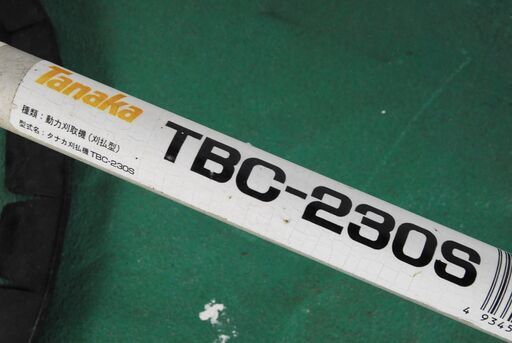 Tanaka
種類：動力刈取機（刈払型）
型式名：タナカ刈払機 TBC-230S
TBC-230S
4 9345